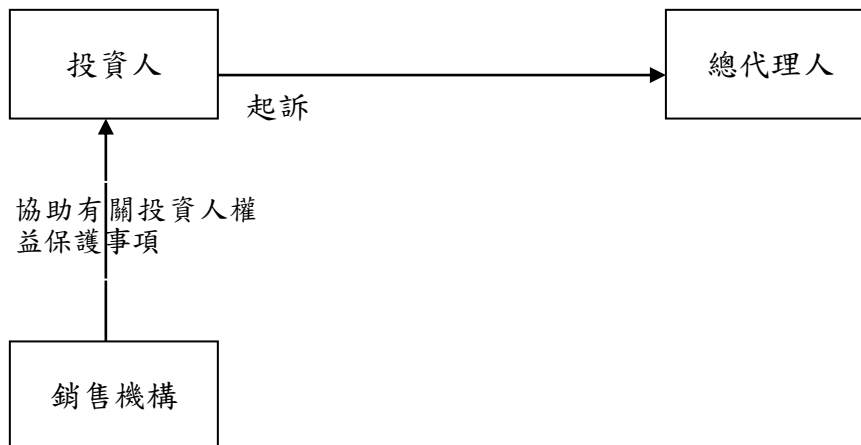 投資人
總代理人
起訴
協助有關投資人權
益保護事項
銷售機構